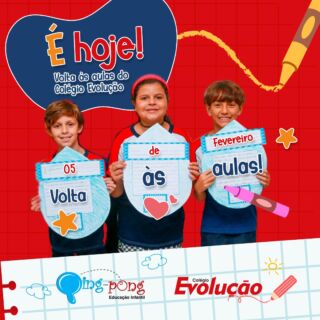 É hoje!
Volta às aulas do
Colégio Evolução
05
de
Fevereiro
Volta
às
aulas!
Ping-pong
Educação Infantil
Colégio
Evolução